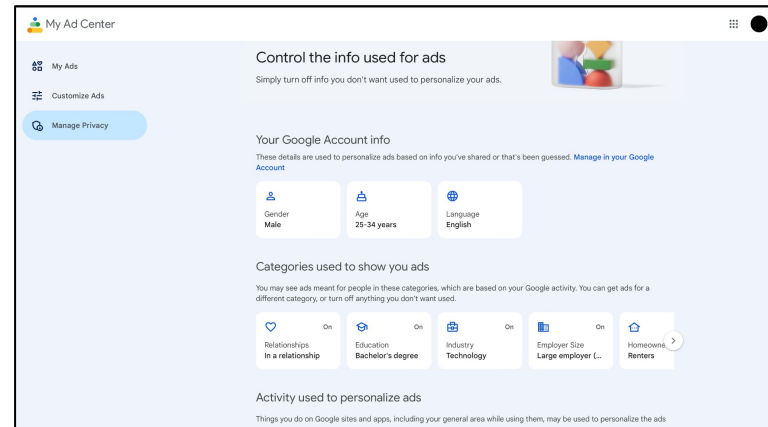 My Ad Center
My Ads
Customize Ads
Manage Privacy
Control the info used for ads
Simply turn off info you don't want used to personalize your ads.
Your Google Account info
These details are used to personalize ads based on info you've shared or that's been guessed. Manage in your Google
Account
Gender
Male
Age
25-34 years
Language
English
Categories used to show you ads
You may see ads meant for people in these categories, which are based on your Google activity. You can get ads for a
different category, or turn off anything you don't want used.
On
Relationships
In a relationship
On
Education
Bachelor's degree
On
Industry
Technology
On
Employer Size
Large employer (...
Homeowne
Renters
Activity used to personalize ads
Things you do on Google sites and apps, including your general area while using them, may be used to personalize the ads